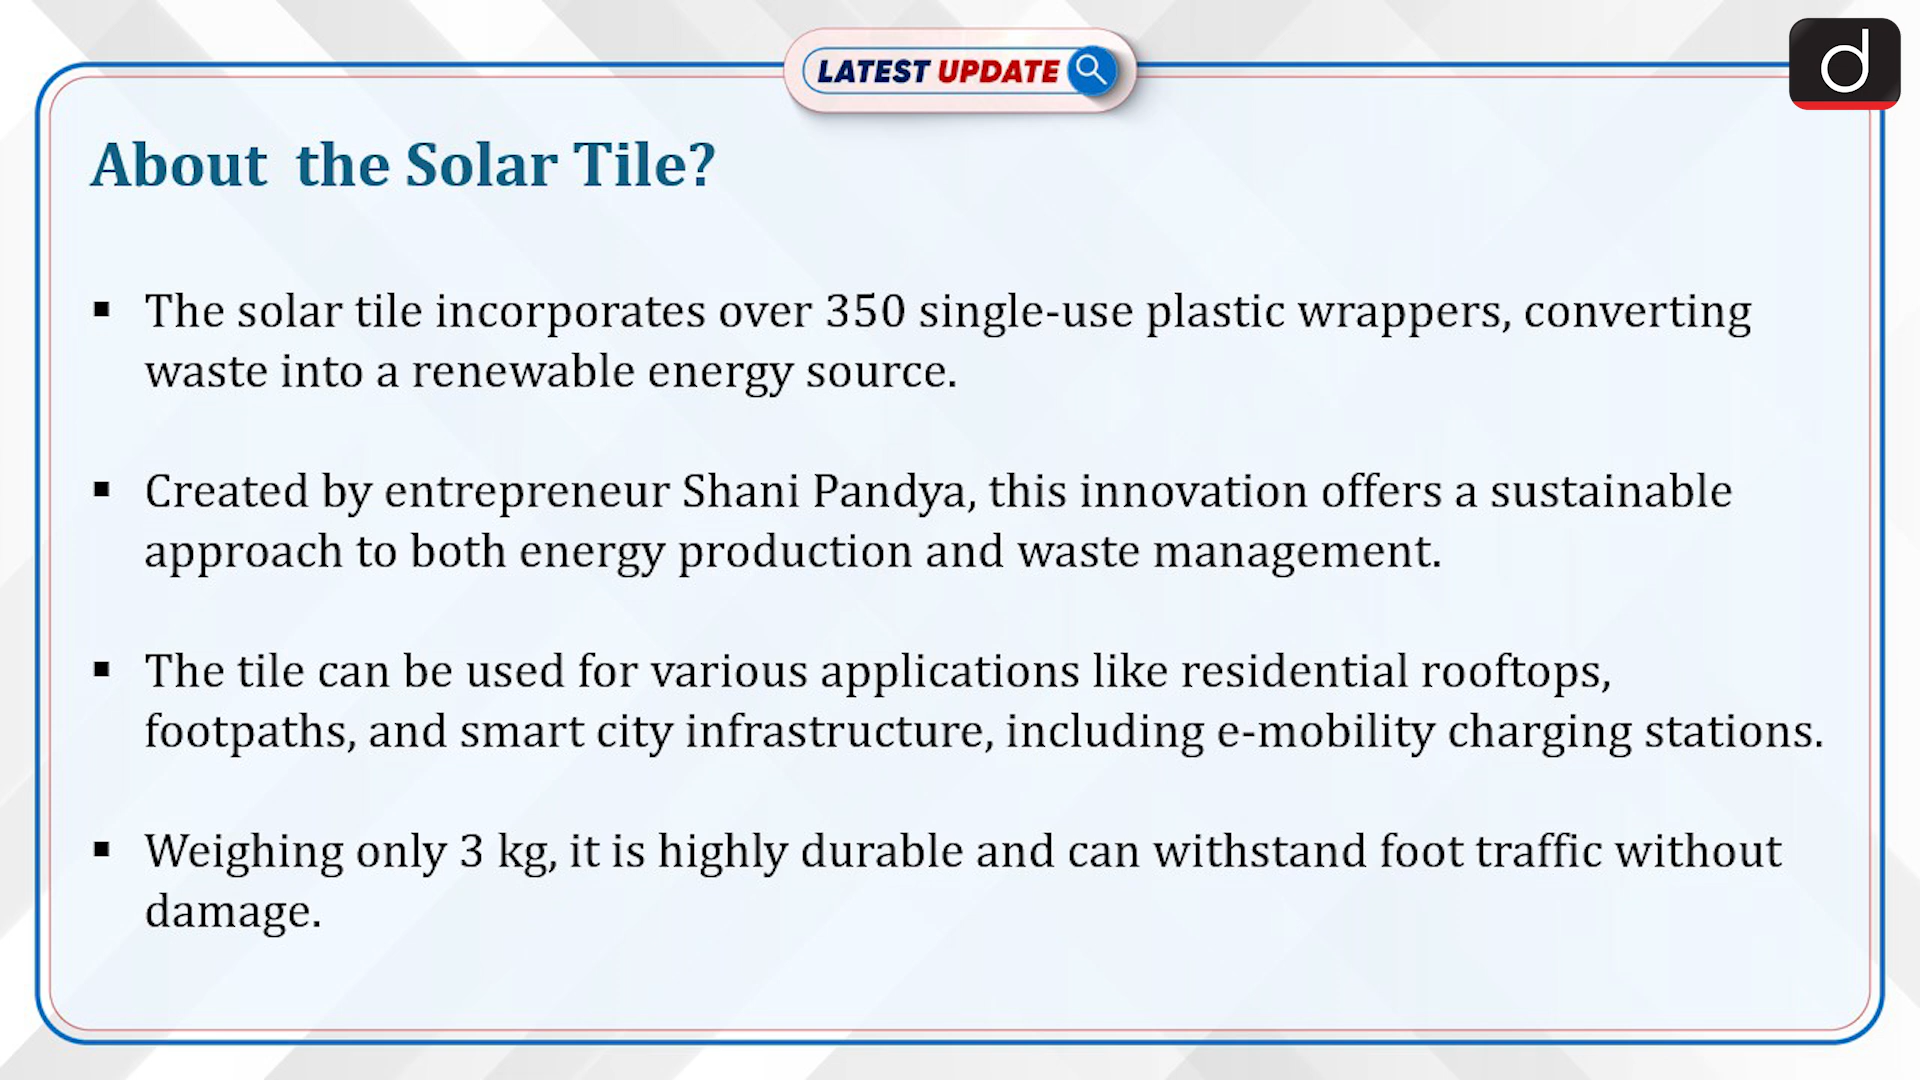 LATEST UPDATE
d
About the Solar Tile?
▪ The solar tile incorporates over 350 single-use plastic wrappers, converting
waste into a renewable energy source.
▪ Created by entrepreneur Shani Pandya, this innovation offers a sustainable
approach to both energy production and waste management.
▪ The tile can be used for various applications like residential rooftops,
footpaths, and smart city infrastructure, including e-mobility charging stations.
▪ Weighing only 3 kg, it is highly durable and can withstand foot traffic without
damage.